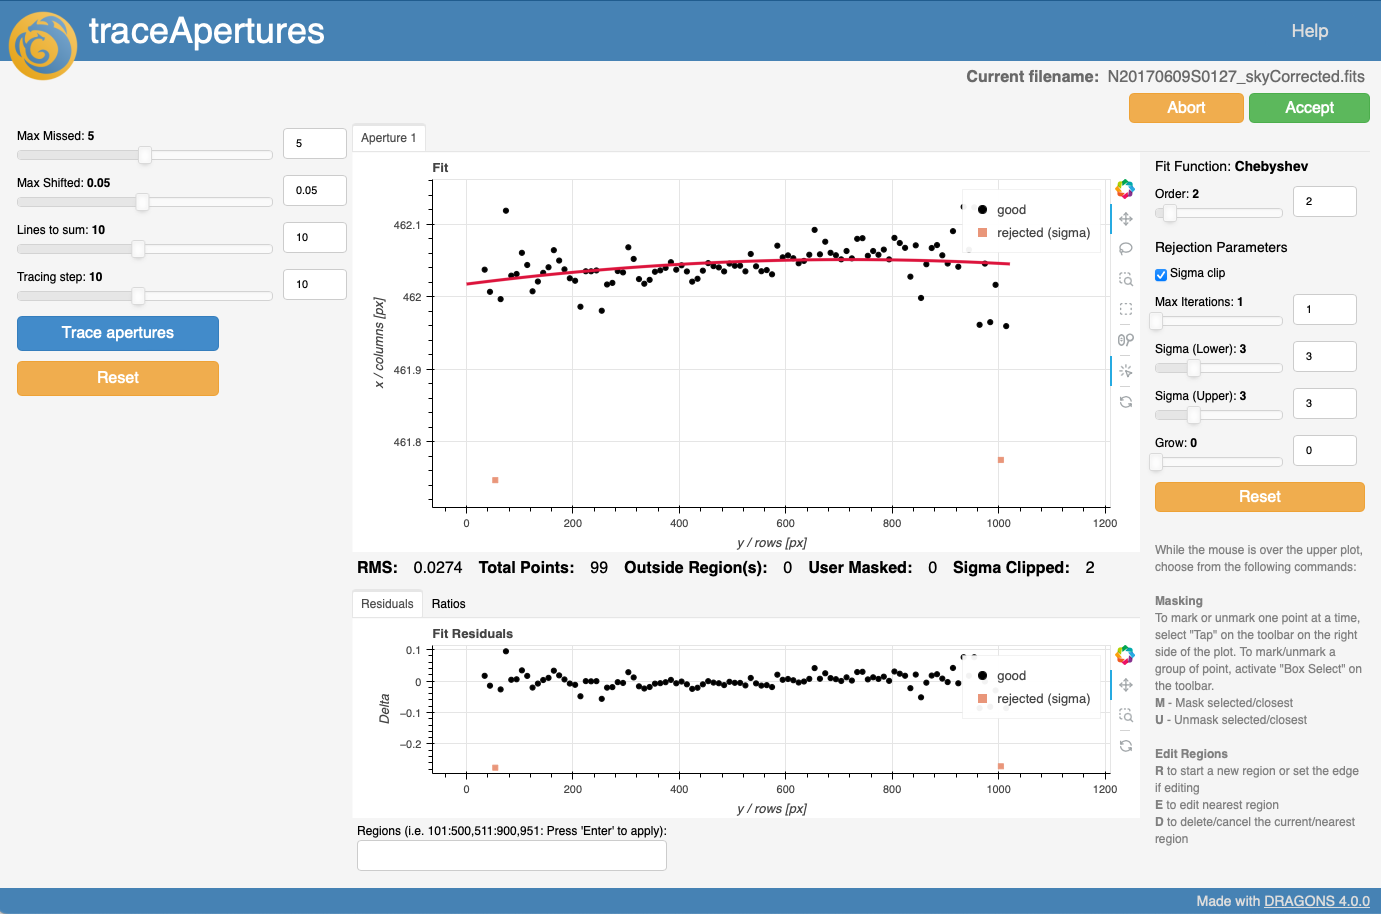 traceApertures
Help
Current filename: N20170609S0127_skyCorrected.fits
Abort
Accept
Max Missed: 5
5
Max Shifted: 0.05
0.05
Lines to sum: 10
10
Tracing step: 10
10
Trace apertures
Reset
Aperture 1
Fit
462.1
462
461.9
461.8
x / columns [px]
good
rejected (sigma)
0
200
400
600
800
1000
1200
y / rows [px]
RMS: 0.0274 Total Points: 99 Outside Region(s): 0 User Masked: 0 Sigma Clipped: 2
Residuals
Ratios
Fit Residuals
0.1
0
−0.1
−0.2
Delta
good
rejected (sigma)
0
200
400
600
800
1000
1200
y / rows [px]
Regions (i.e. 101:500,511:900,951: Press 'Enter' to apply):
Fit Function: Chebyshev
Order: 2
2
Rejection Parameters
Sigma clip
Max Iterations: 1
1
Sigma (Lower): 3
3
Sigma (Upper): 3
3
Grow: 0
0
Reset
While the mouse is over the upper plot,
choose from the following commands:
Masking
To mark or unmark one point at a time,
select "Tap" on the toolbar on the right
side of the plot. To mark/unmark a
group of point, activate "Box Select" on
the toolbar.
M - Mask selected/closest
U - Unmask selected/closest
Edit Regions
R to start a new region or set the edge
if editing
E to edit nearest region
D to delete/cancel the current/nearest
region
Made with DRAGONS 4.0.0